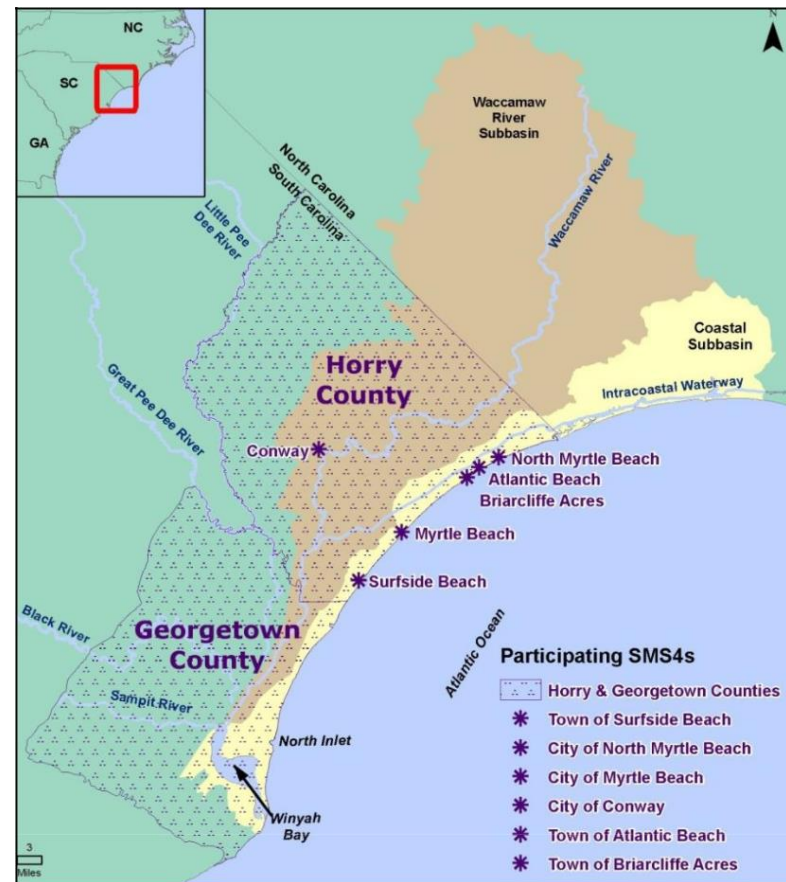 N
NC
SC
GA
Waccamaw
River
Subbasin
North Carolina
South Carolina
Little Pee
Dee River
Waccamaw River
Coastal
Subbasin
Great Pee Dee River
Horry
County
Intracoastal Waterway
Conway
North Myrtle Beach
Atlantic Beach
Briarcliffe Acres
Myrtle Beach
Surfside Beach
Black River
Georgetown
County
Sampit River
Atlantic Ocean
North Inlet
Winyah
Bay
Participating SMS4s
Horry & Georgetown Counties
Town of Surfside Beach
City of North Myrtle Beach
City of Myrtle Beach
City of Conway
Town of Atlantic Beach
Town of Briarcliffe Acres
3
Miles